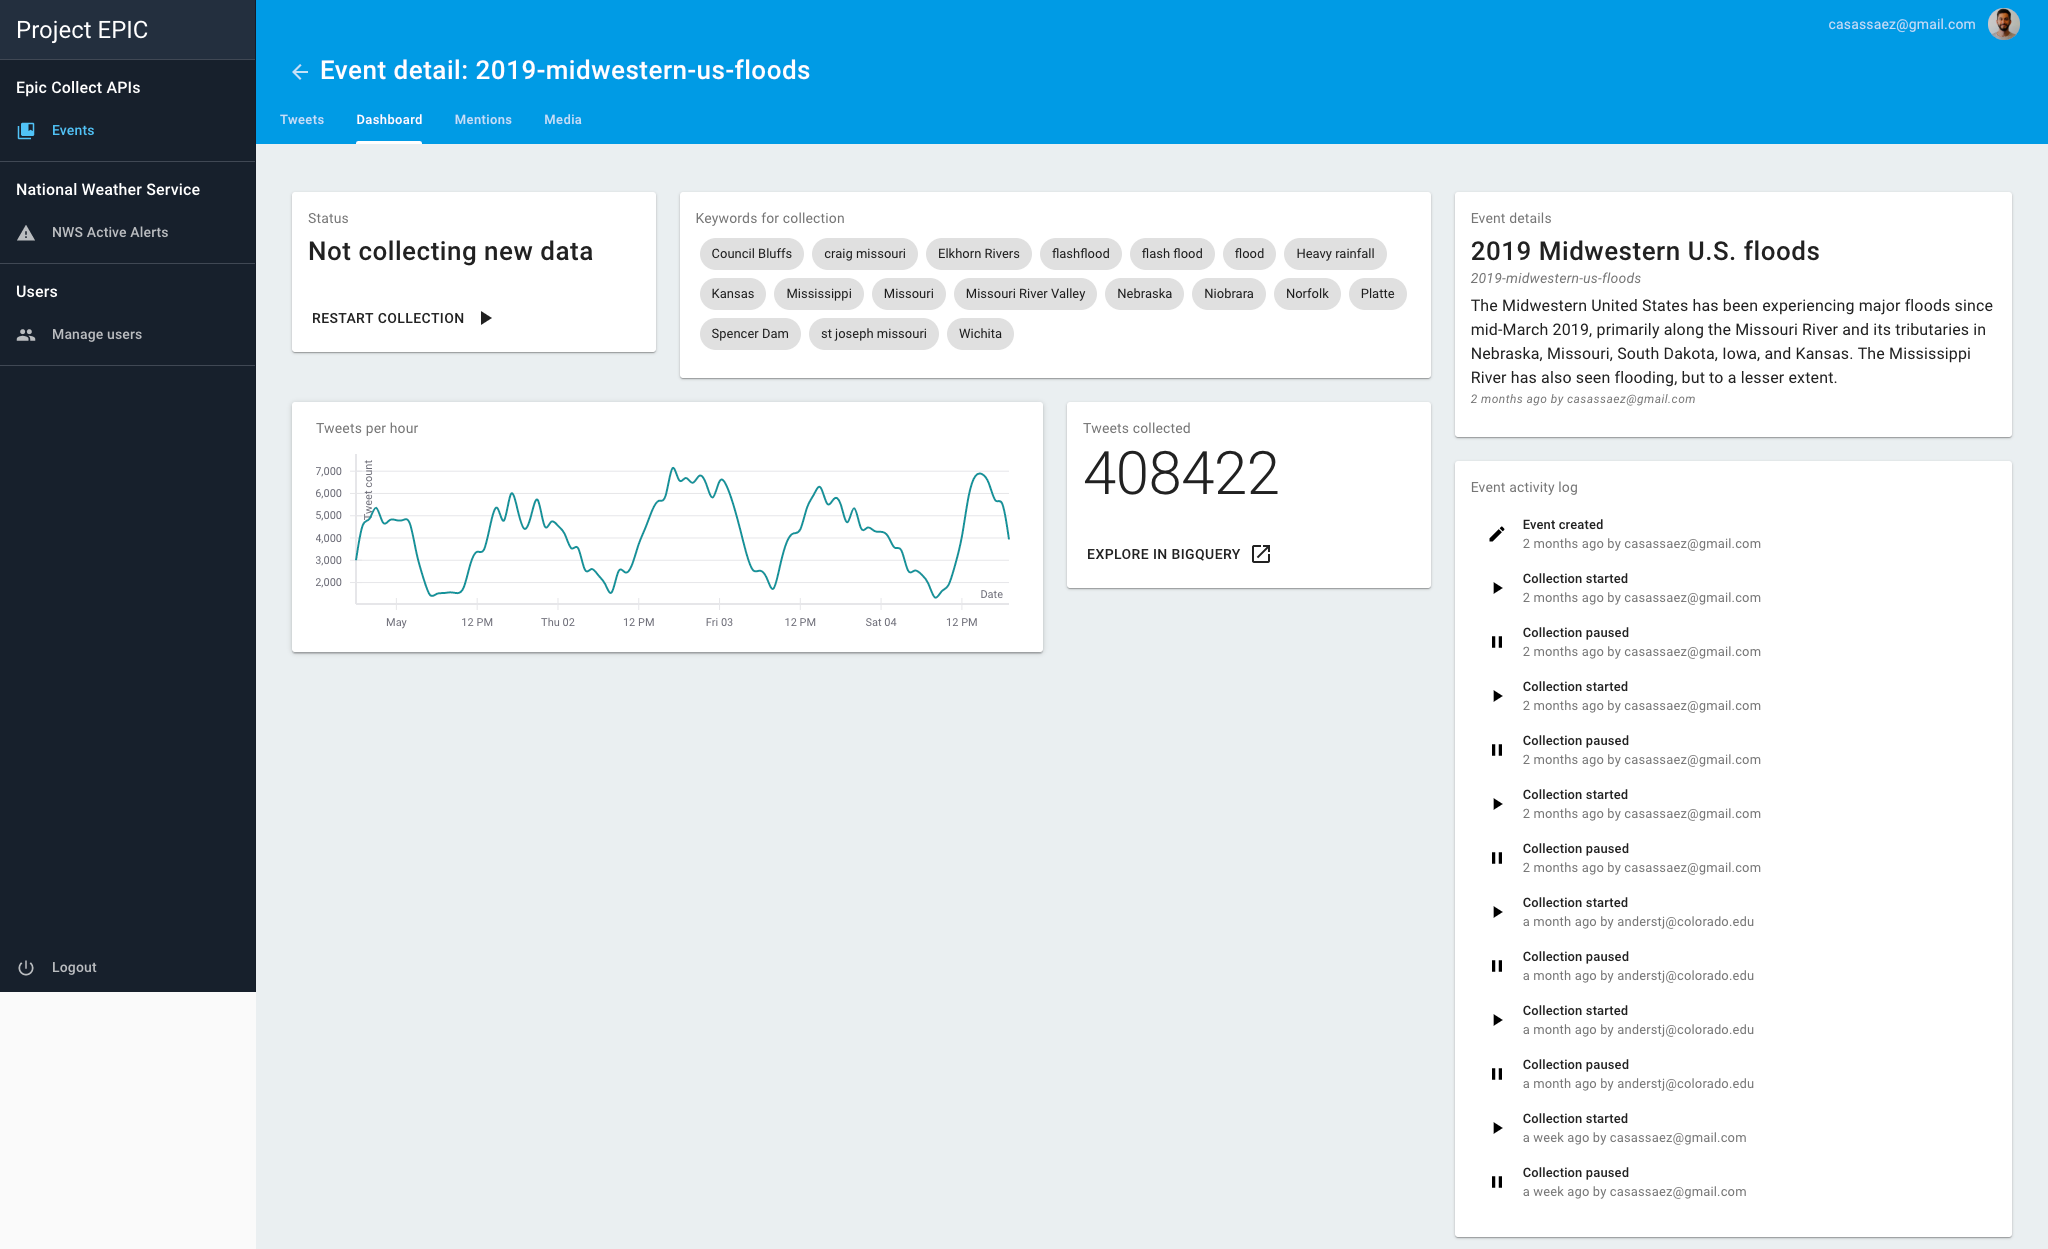 Project EPIC
Epic Collect APIs
Events
National Weather Service
NWS Active Alerts
Users
Manage users
Logout
casassaez@gmail.com
Event detail: 2019-midwestern-us-floods
Tweets Dashboard Mentions Media
Status
Not collecting new data
RESTART COLLECTION
Keywords for collection
Council Bluffs craig missouri Elkhorn Rivers flashflood flash flood flood Heavy rainfall
Kansas Mississippi Missouri Missouri River Valley Nebraska Niobrara Norfolk Platte
Spencer Dam st joseph missouri Wichita
Tweets per hour
Tweet count
7,000
6,000
5,000
4,000
3,000
2,000
Date
May 12 PM Thu 02 12 PM Fri 03 12 PM Sat 04 12 PM
Tweets collected
408422
EXPLORE IN BIGQUERY
Event details
2019 Midwestern U.S. floods
2019-midwestern-us-floods
The Midwestern United States has been experiencing major floods since
mid-March 2019, primarily along the Missouri River and its tributaries in
Nebraska, Missouri, South Dakota, Iowa, and Kansas. The Mississippi
River has also seen flooding, but to a lesser extent.
2 months ago by casassaez@gmail.com
Event activity log
Event created
2 months ago by casassaez@gmail.com
Collection started
2 months ago by casassaez@gmail.com
Collection paused
2 months ago by casassaez@gmail.com
Collection started
2 months ago by casassaez@gmail.com
Collection paused
2 months ago by casassaez@gmail.com
Collection started
2 months ago by casassaez@gmail.com
Collection paused
2 months ago by casassaez@gmail.com
Collection started
a month ago by anderstj@colorado.edu
Collection paused
a month ago by anderstj@colorado.edu
Collection started
a month ago by anderstj@colorado.edu
Collection paused
a month ago by anderstj@colorado.edu
Collection started
a week ago by casassaez@gmail.com
Collection paused
a week ago by casassaez@gmail.com